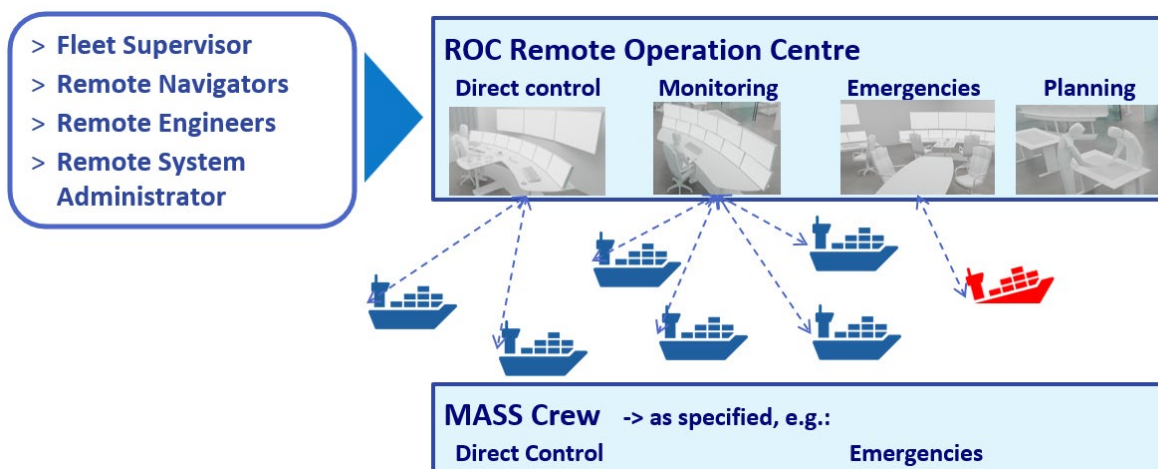 > Fleet Supervisor
> Remote Navigators
> Remote Engineers
> Remote System
Administrator
ROC Remote Operation Centre
Direct control Monitoring Emergencies Planning
MASS Crew -> as specified, e.g.:
Direct Control Emergencies